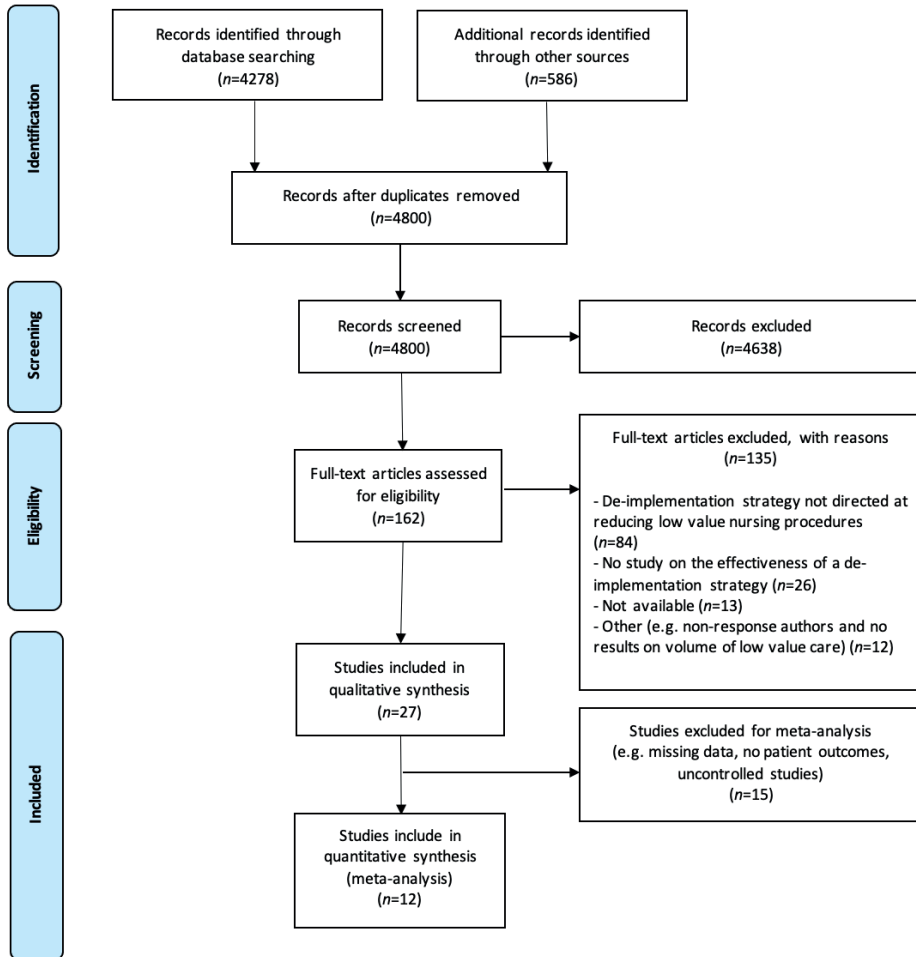 Identification
Records identified through
database searching
(n=4278)
Additional records identified
through other sources
(n=586)
Records after duplicates removed
(n=4800)
Screening
Records screened
(n=4800)
Records excluded
(n=4638)
Eligibility
Full-text articles assessed
for eligibility
(n=162)
Full-text articles excluded, with reasons
(n=135)
- De-implementation strategy not directed at
reducing low value nursing procedures
(n=84)
- No study on the effectiveness of a de-
implementation strategy (n=26)
- Not available (n=13)
- Other (e.g. non-response authors and no
results on volume of low value care) (n=12)
Included
Studies included in
qualitative synthesis
(n=27)
Studies excluded for meta-analysis
(e.g. missing data, no patient outcomes,
uncontrolled studies)
(n=15)
Studies include in
quantitative synthesis
(meta-analysis)
(n=12)